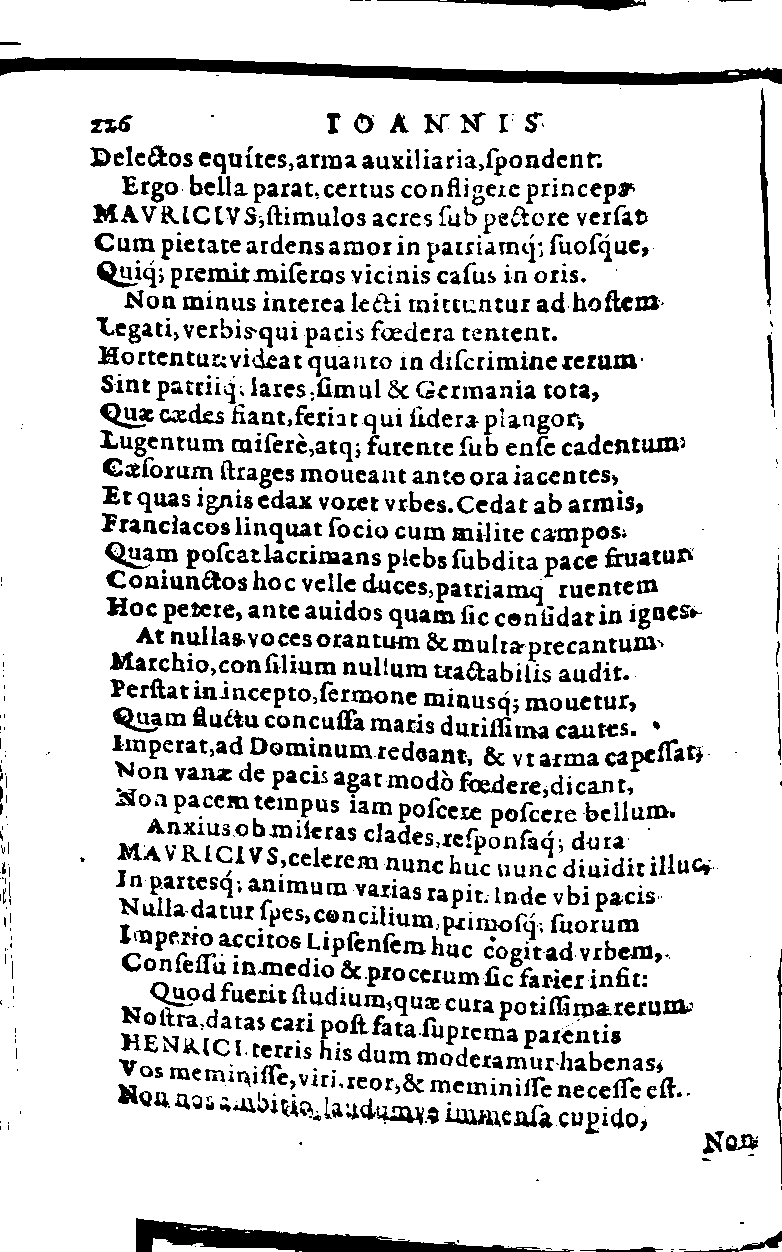 226 IOANNIS
Delectos equítes, arma auxiliaria, ſpondent:
Ergo bella parat, certus confligere princeps
MAVRICIVS, ſtimulos acres ſub pectore verſat
Cum pietate ardens amor in patriamq́; ſuoſq́ue,
Quiq́; premit miſeros vicinis caſus in oris.
Non minus interea lecti mittuntur ad hoſtem
Legati, verbis qui pacis fœdera tentent.
Hortentur: videat quanto in diſcrimine rerum
Sint patriiq́; lares, ſimul & Germania tota,
Quæ cædes fiant, feriat qui ſidera plangor,
Lugentum miſerè, atq; furente ſub enſe cadentum:
Cæſorum ſtrages moueant ante ora iacentes,
Et quas ignis edax voret vrbes. Cedat ab armis,
Franciacos linquat ſocio cum milite campos:
Quam poſcat lacrimans plebs ſubdita pace fruatur.
Coniunctos hoc velle duces, patriamq ruentem
Hoc petere, ante auidos quam ſic conſidat in ignes.
At nullas voces orantum & multa precantum
Marchio, conſilium nullum tractabilis audit.
Perſtat in incepto, ſermone minusq́; mouetur,
Quam fluctu concuſſa maris duriſſima cautes.
Imperat, ad Dominum redeant, & vt arma capeſſat,
Non vanæ de pacis agat modò fœdere, dicant,
Non pacem tempus iam poſcere poſcere bellum.
Anxius ob miſeras clades, reſponſaq́; dura
MAVRICIVS, celerem nunc huc nunc diuidit illuc,
In partesq́; animum varias rapit. Inde vbi pacis
Nulla datur ſpes, concilium, primoſq́; ſuorum
Imperio accitos Lipſenſem huc cogit ad vrbem,
Conſeſſu in medio & procerum ſic farier infit:
Quod fuerit ſtudium, quæ cura potiſſima rerum
Noſtra, datas cari poſt fata ſuprema parentis
HENRICI terris his dum moderamur habenas,
Vos meminiſſe, viri, reor, & meminiſſe neceſſe eſt.
Non nos ambitio, laudumve immenſa cupido,
Non